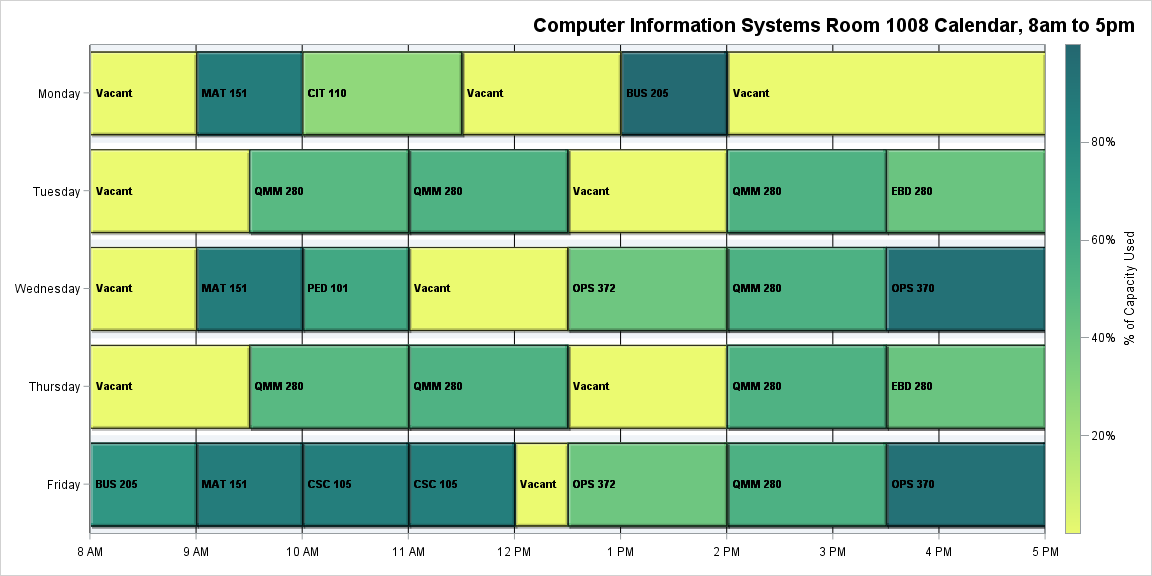 Computer Information Systems Room 1008 Calendar, 8am to 5pm
Monday
Vacant
MAT 151
CIT 110
Vacant
BUS 205
Vacant
Tuesday
Vacant
QMM 280
QMM 280
Vacant
QMM 280
EBD 280
Wednesday
Vacant
MAT 151
PED 101
Vacant
OPS 372
QMM 280
OPS 370
Thursday
Vacant
QMM 280
QMM 280
Vacant
QMM 280
EBD 280
Friday
BUS 205
MAT 151
CSC 105
CSC 105
Vacant
OPS 372
QMM 280
OPS 370
8 AM
9 AM
10 AM
11 AM
12 PM
1 PM
2 PM
3 PM
4 PM
5 PM
80%
60%
40%
20%
% of Capacity Used